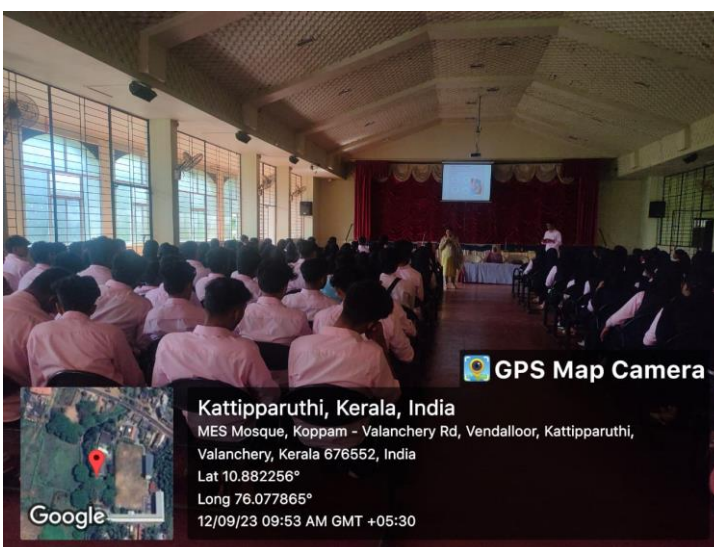 GPS Map Camera
Kattipparuthi, Kerala, India
MES Mosque, Koppam - Valanchery Rd, Vendalloor, Kattipparuthi,
Valanchery, Kerala 676552, India
Lat 10.882256°
Long 76.077865°
12/09/23 09:53 AM GMT +05:30
Google